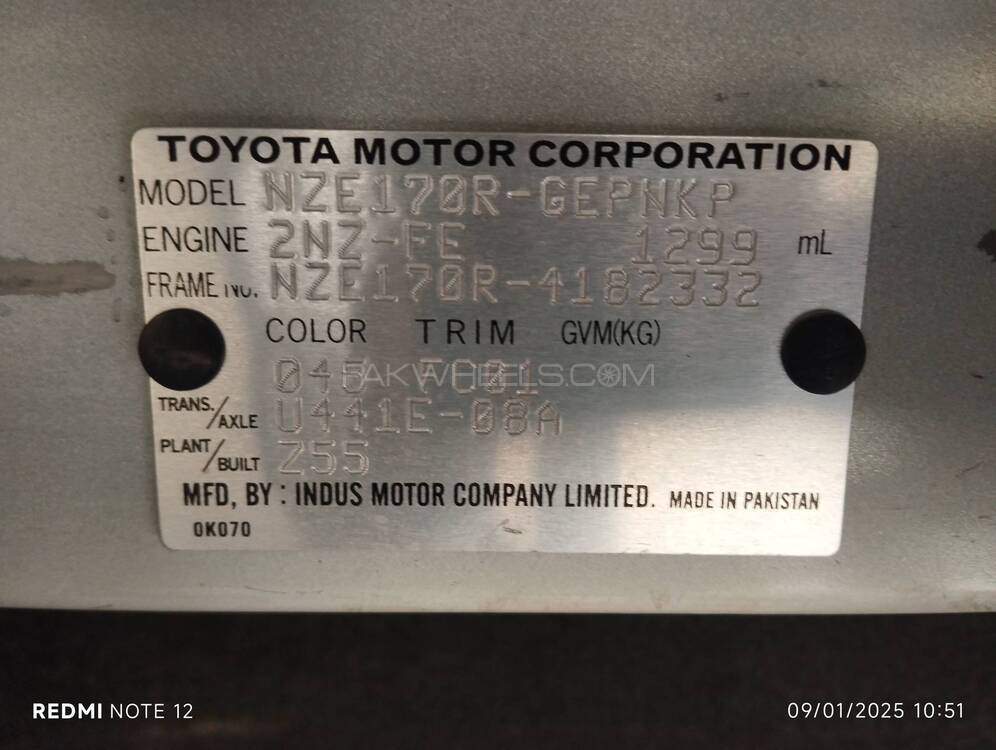 TOYOTA MOTOR CORPORATION
MODEL NZE170R-GEPNKP
ENGINE 2NZ-FE 1299 mL
FRAME NO. NZE170R-4182332
COLOR TRIM GVM(KG)
PAKWHEELS.COM
TRANS./AXLE U441E-08A
PLANT/BUILT Z55
MFD, BY : INDUS MOTOR COMPANY LIMITED. MADE IN PAKISTAN
0K070
REDMI NOTE 12
09/01/2025 10:51